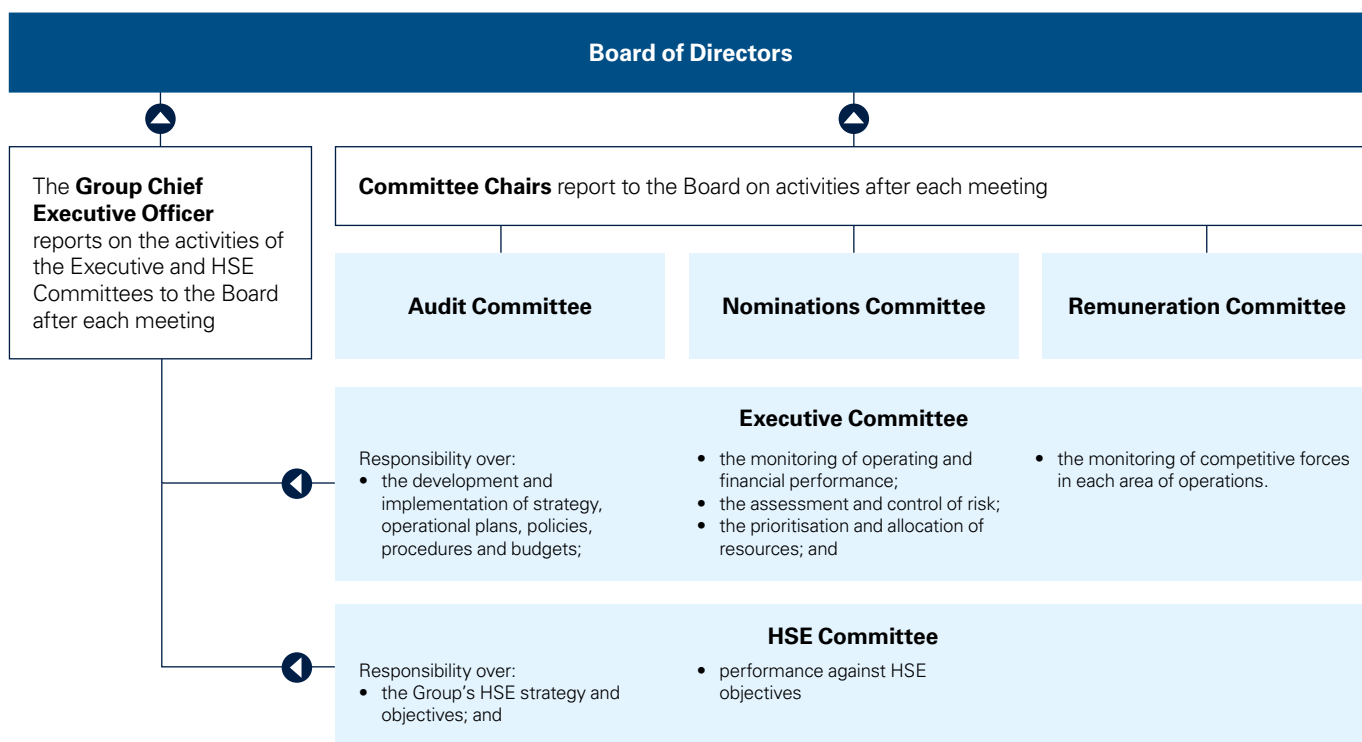 Board of Directors
The Group Chief
Executive Officer
reports on the activities of
the Executive and HSE
Committees to the Board
after each meeting
Committee Chairs report to the Board on activities after each meeting
Audit Committee
Nominations Committee
Remuneration Committee
Executive Committee
Responsibility over:
• the development and
implementation of strategy,
operational plans, policies,
procedures and budgets;
• the monitoring of operating and
financial performance;
• the assessment and control of risk;
• the prioritisation and allocation of
resources; and
• the monitoring of competitive forces
in each area of operations.
HSE Committee
Responsibility over:
• the Group’s HSE strategy and
objectives; and
• performance against HSE
objectives